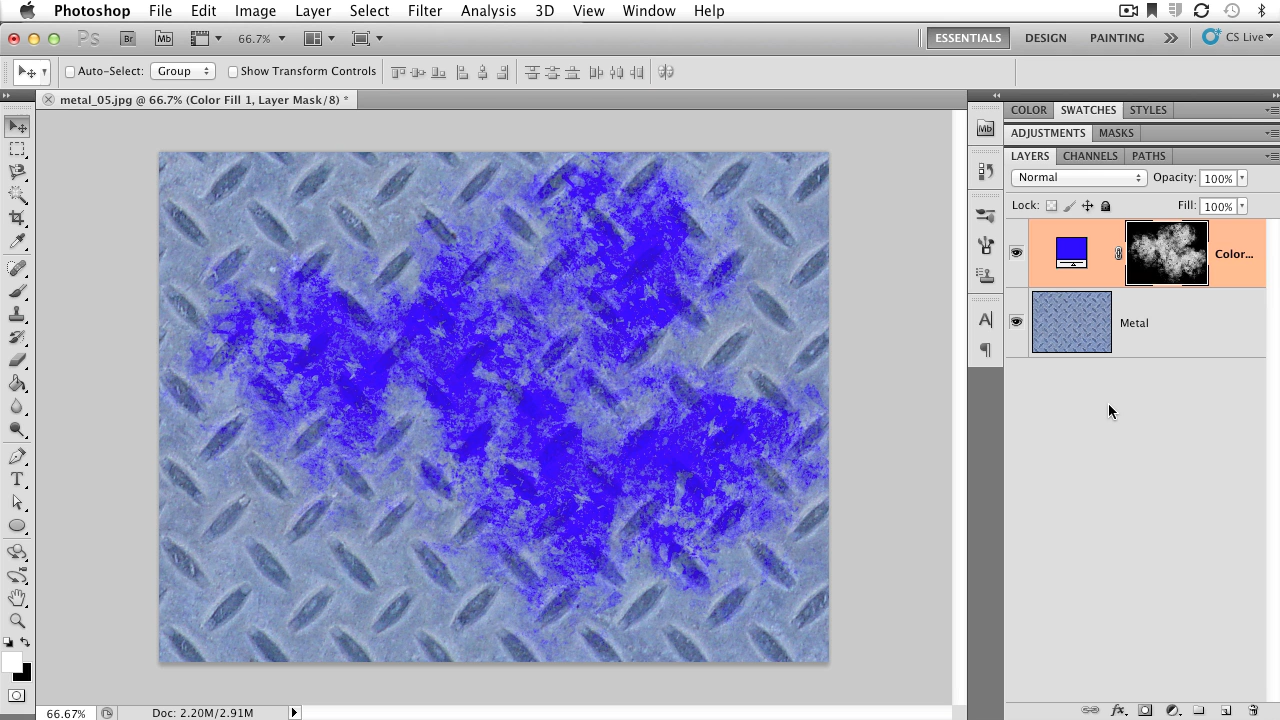 Photoshop File Edit Image Layer Select Filter Analysis 3D View Window Help
Ps Br Mb 66.7% ESSENTIALS DESIGN PAINTING CS Live
Auto-Select: Group Show Transform Controls
metal_05.jpg @ 66.7% (Color Fill 1, Layer Mask/8) *
COLOR SWATCHES STYLES
Mb
ADJUSTMENTS MASKS
LAYERS CHANNELS PATHS
Normal Opacity: 100%
Lock: Fill: 100%
Color...
Metal
A
T
fx
66.67% Doc: 2.20M/2.91M